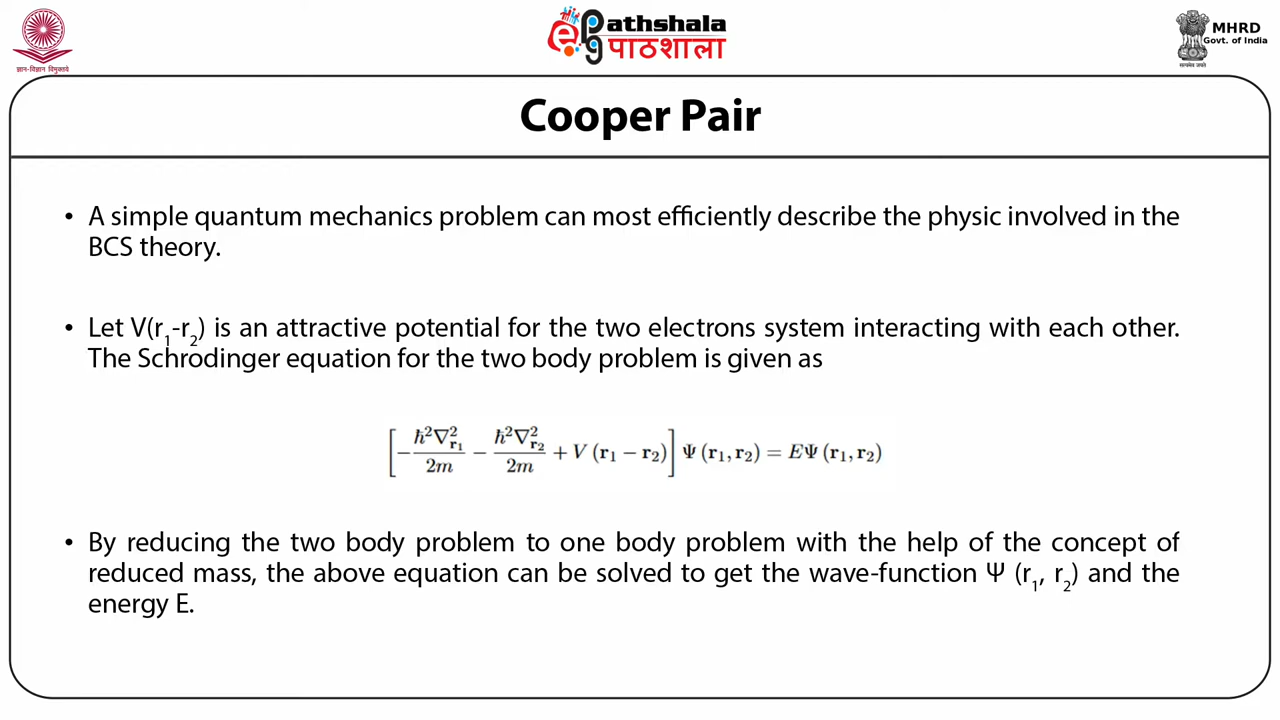 ज्ञान-विज्ञान विमुक्तये
e Pathshala
पाठशाला
MHRD
Govt. of India
सत्यमेव जयते
Cooper Pair
• A simple quantum mechanics problem can most efficiently describe the physic involved in the
BCS theory.
• Let V(r₁-r₂) is an attractive potential for the two electrons system interacting with each other.
The Schrodinger equation for the two body problem is given as
[−ħ²∇²r₁/2m − ħ²∇²r₂/2m + V (r₁ − r₂)] Ψ (r₁, r₂) = EΨ (r₁, r₂)
• By reducing the two body problem to one body problem with the help of the concept of
reduced mass, the above equation can be solved to get the wave-function Ψ (r₁, r₂) and the
energy E.